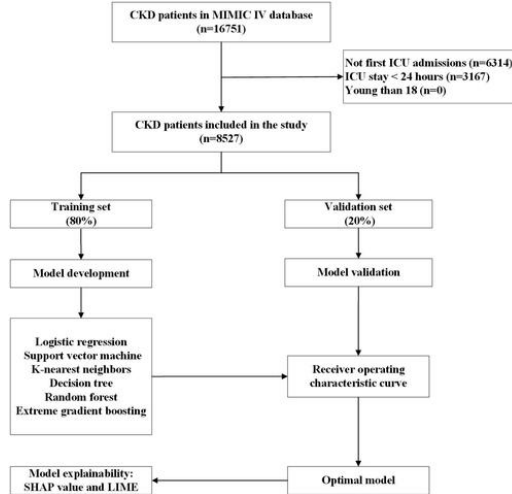 CKD patients in MIMIC IV database
(n=16751)
Not first ICU admissions (n=6314)
ICU stay < 24 hours (n=3167)
Young than 18 (n=0)
CKD patients included in the study
(n=8527)
Training set
(80%)
Validation set
(20%)
Model development
Model validation
Logistic regression
Support vector machine
K-nearest neighbors
Decision tree
Random forest
Extreme gradient boosting
Receiver operating
characteristic curve
Model explainability:
SHAP value and LIME
Optimal model